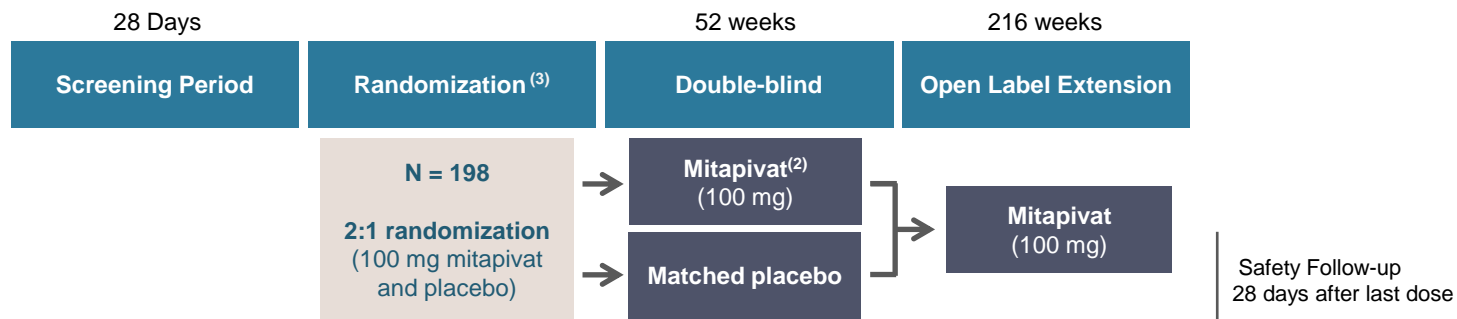 28 Days
52 weeks
216 weeks
Screening Period
Randomization (3)
Double-blind
Open Label Extension
N = 198
2:1 randomization
(100 mg mitapivat
and placebo)
Mitapivat(2)
(100 mg)
Matched placebo
Mitapivat
(100 mg)
Safety Follow-up
28 days after last dose